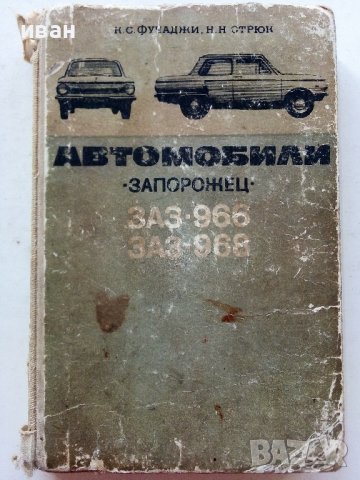 иван
К.С.ФУЧАДЖИ, Н.Н.СТРЮК
АВТОМОБИЛИ
·ЗАПОРОЖЕЦ·
ЗАЗ-966
ЗАЗ-968
BAZAR